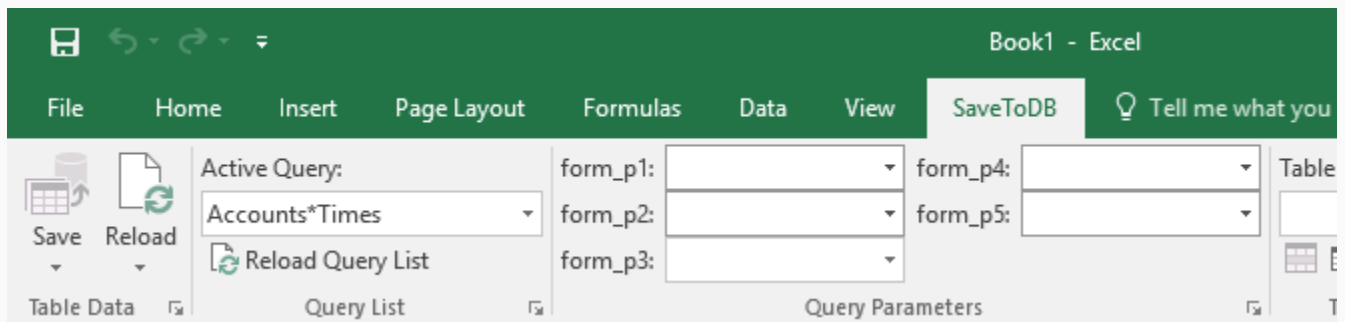 Book1 - Excel
File Home Insert Page Layout Formulas Data View SaveToDB Tell me what you
Save
Reload
Table Data
Active Query:
Accounts*Times
Reload Query List
Query List
form_p1:
form_p2:
form_p3:
form_p4:
form_p5:
Query Parameters
Table